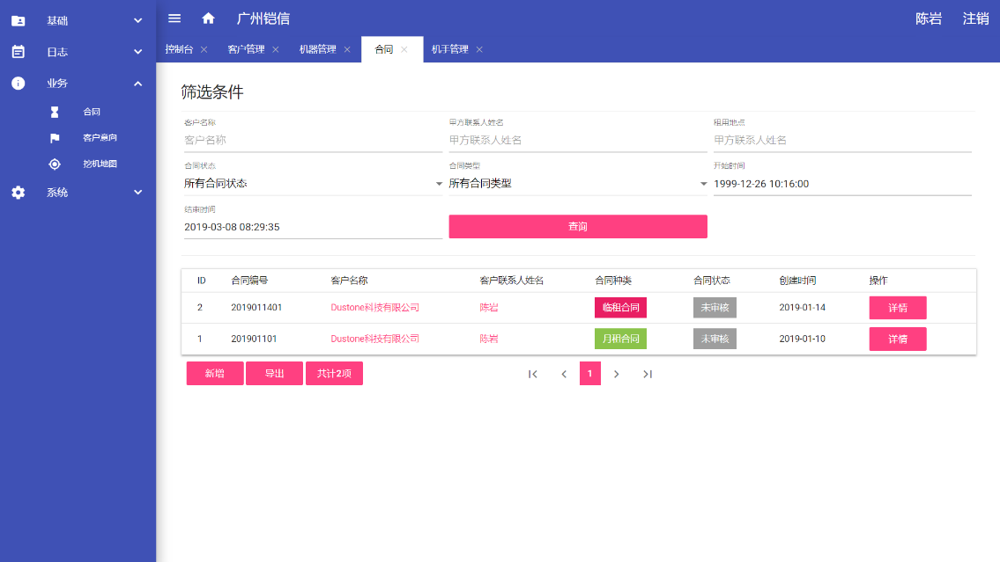 基础
日志
业务
合同
客户意向
挖机地图
系统
广州铠信
陈岩 注销
控制台 客户管理 机器管理 合同 机手管理
筛选条件
客户名称 甲方联系人姓名 租用地点
客户名称 甲方联系人姓名 甲方联系人姓名
合同状态 合同类型 开始时间
所有合同状态 所有合同类型 1999-12-26 10:16:00
结束时间
2019-03-08 08:29:35 查询
ID 合同编号 客户名称 客户联系人姓名 合同种类 合同状态 创建时间 操作
2 2019011401 Dustone科技有限公司 陈岩 临租合同 未审核 2019-01-14 详情
1 201901101 Dustone科技有限公司 陈岩 月租合同 未审核 2019-01-10 详情
新增 导出 共计2项 1